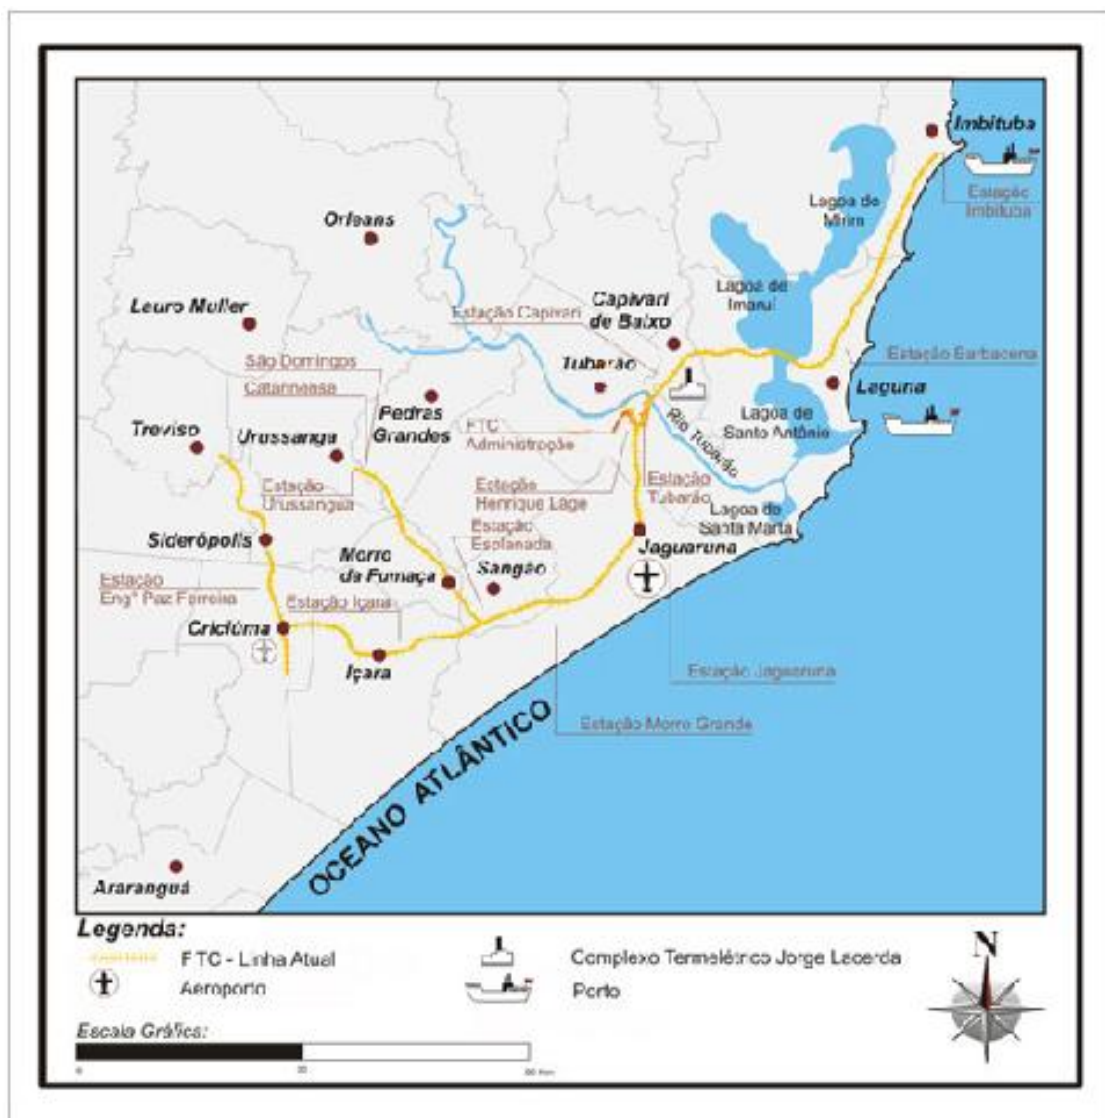 Imbituba
Estação
Imbituba
Lagoa do
Mirim
Orleans
Lauro Muller
Estação Capivari
Capivari
de Baixo
Lagoa de
Imaruí
São Domingos
Catanneasa
Tubarão
Estação Barbacena
Laguna
Pedras
Grandes
Treviso
Urussanga
FTC
Administração
Rio Tubarão
Lagoa de
Santo Antônio
Estação
Urussanga
Estação
Henrique Lage
Estação
Tubarão
Lagoa de
Santa Marta
Estação
Esplanada
Siderópolis
Jaguaruna
Morro
da Fumaça
Sangão
Estação
Engº Paz Ferreira
Estação Içara
Criciúma
Içara
Estação Jaguaruna
Estação Morro Grande
OCEANO ATLÂNTICO
Araranguá
Legenda:
FTC - Linha Atual
Complexo Termelétrico Jorge Lacerda
Aeroporto
Porto
N
Escala Gráfica:
0